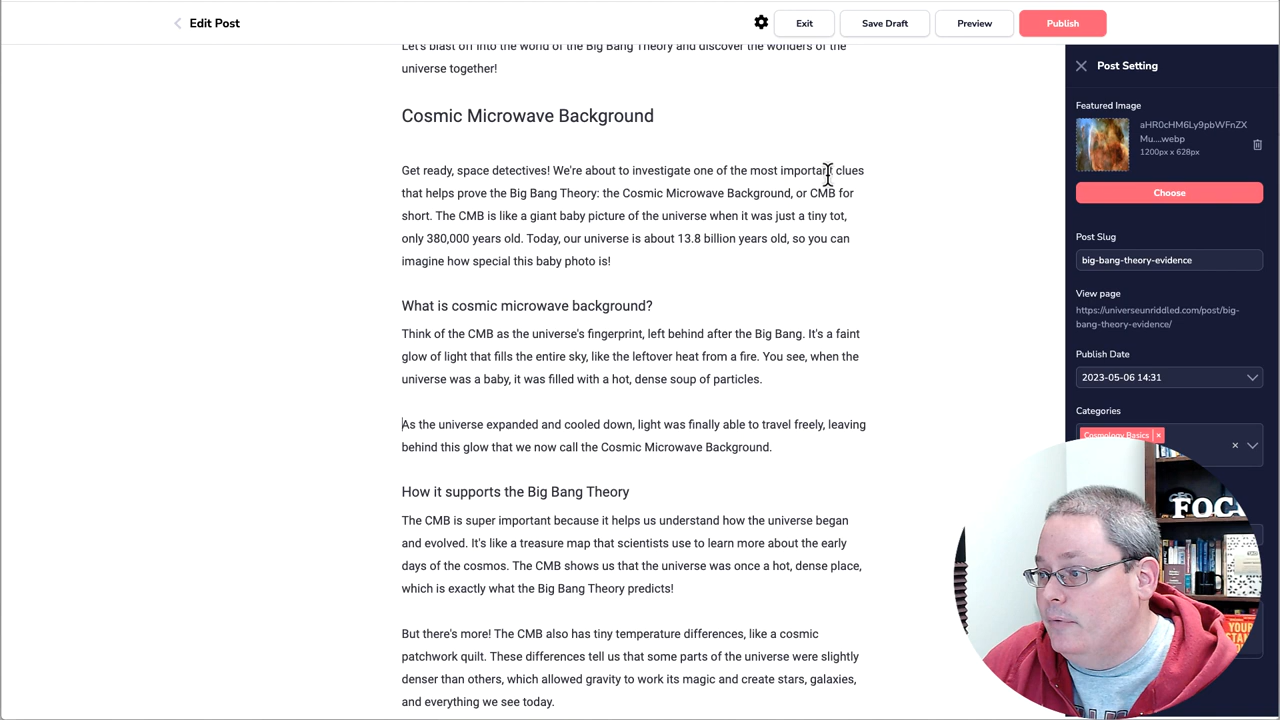 Edit Post
Exit
Save Draft
Preview
Publish
Let's blast off into the world of the Big Bang Theory and discover the wonders of the
universe together!
Cosmic Microwave Background
Get ready, space detectives! We're about to investigate one of the most important clues
that helps prove the Big Bang Theory: the Cosmic Microwave Background, or CMB for
short. The CMB is like a giant baby picture of the universe when it was just a tiny tot,
only 380,000 years old. Today, our universe is about 13.8 billion years old, so you can
imagine how special this baby photo is!
What is cosmic microwave background?
Think of the CMB as the universe's fingerprint, left behind after the Big Bang. It's a faint
glow of light that fills the entire sky, like the leftover heat from a fire. You see, when the
universe was a baby, it was filled with a hot, dense soup of particles.
As the universe expanded and cooled down, light was finally able to travel freely, leaving
behind this glow that we now call the Cosmic Microwave Background.
How it supports the Big Bang Theory
The CMB is super important because it helps us understand how the universe began
and evolved. It's like a treasure map that scientists use to learn more about the early
days of the cosmos. The CMB shows us that the universe was once a hot, dense place,
which is exactly what the Big Bang Theory predicts!
But there's more! The CMB also has tiny temperature differences, like a cosmic
patchwork quilt. These differences tell us that some parts of the universe were slightly
denser than others, which allowed gravity to work its magic and create stars, galaxies,
and everything we see today.
Post Setting
Featured Image
aHR0cHM6Ly9pbWFnZX
Mu....webp
1200px x 628px
Choose
Post Slug
big-bang-theory-evidence
View page
https://universeunriddled.com/post/big-
bang-theory-evidence/
Publish Date
2023-05-06 14:31
Categories
Cosmology Basics
FOC
YOUR